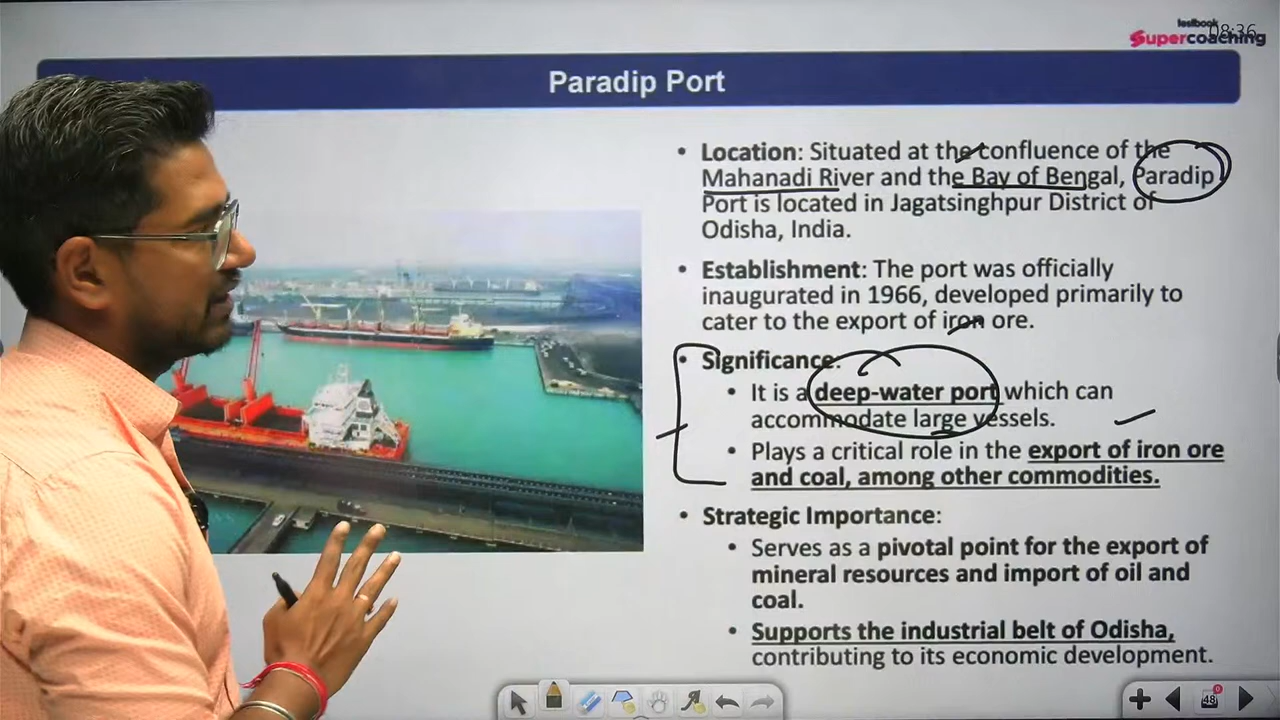 testbook
Supercoaching
08:36
Paradip Port
• Location: Situated at the confluence of the
Mahanadi River and the Bay of Bengal, Paradip
Port is located in Jagatsinghpur District of
Odisha, India.
• Establishment: The port was officially
inaugurated in 1966, developed primarily to
cater to the export of iron ore.
• Significance:
• It is a deep-water port which can
accommodate large vessels.
• Plays a critical role in the export of iron ore
and coal, among other commodities.
• Strategic Importance:
• Serves as a pivotal point for the export of
mineral resources and import of oil and
coal.
• Supports the industrial belt of Odisha,
contributing to its economic development.
48